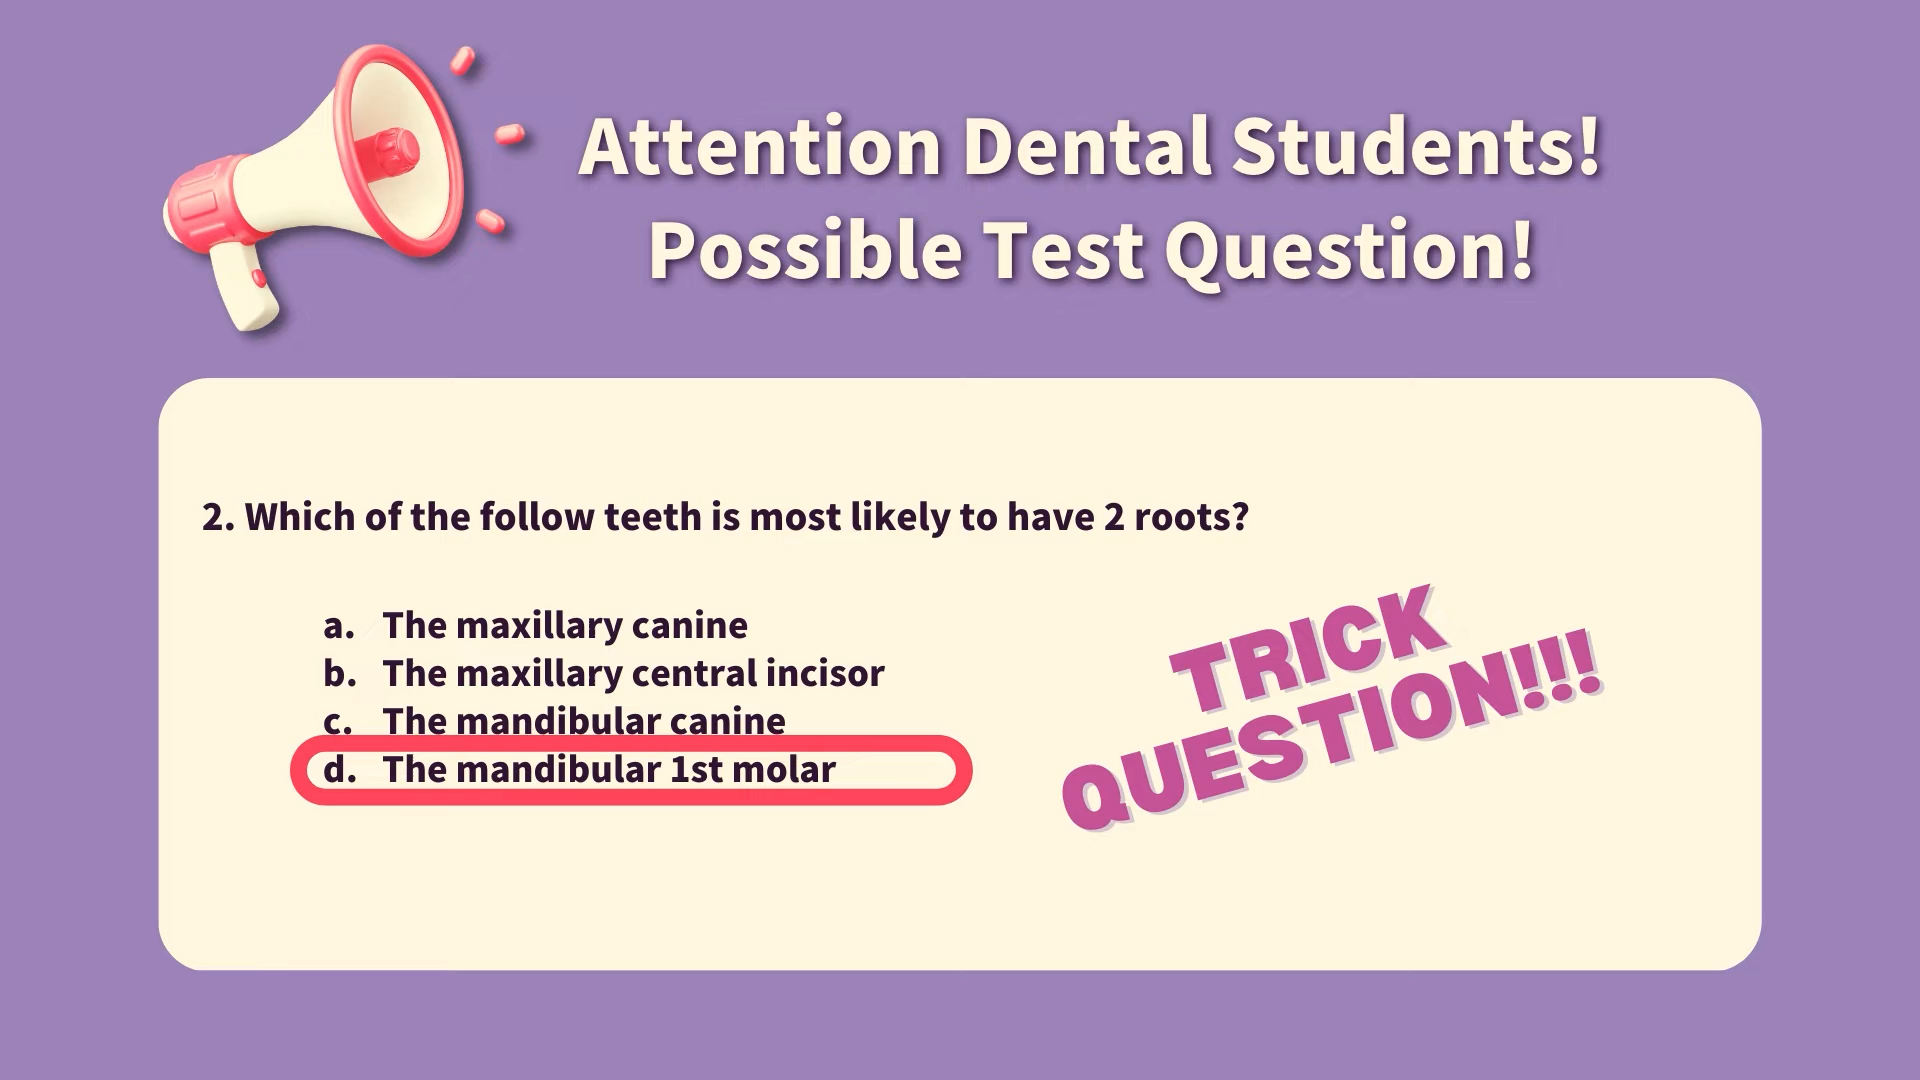 Attention Dental Students!
Possible Test Question!
2. Which of the follow teeth is most likely to have 2 roots?
a. The maxillary canine
b. The maxillary central incisor
c. The mandibular canine
d. The mandibular 1st molar
TRICK
QUESTION!!!